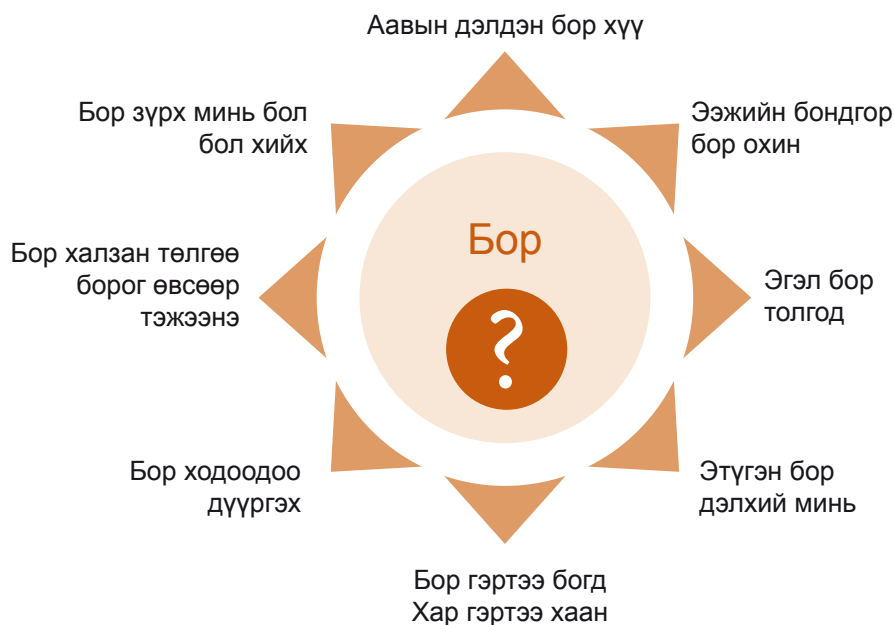 Аавын дэлдэн бор хүү
Бор зүрх минь бол
бол хийх
Ээжийн бондгор
бор охин
Бор
?
Бор халзан төлгөө
борог өвсөөр
тэжээнэ
Эгэл бор
толгод
Бор ходоодоо
дүүргэх
Этүгэн бор
дэлхий минь
Бор гэртээ богд
Хар гэртээ хаан